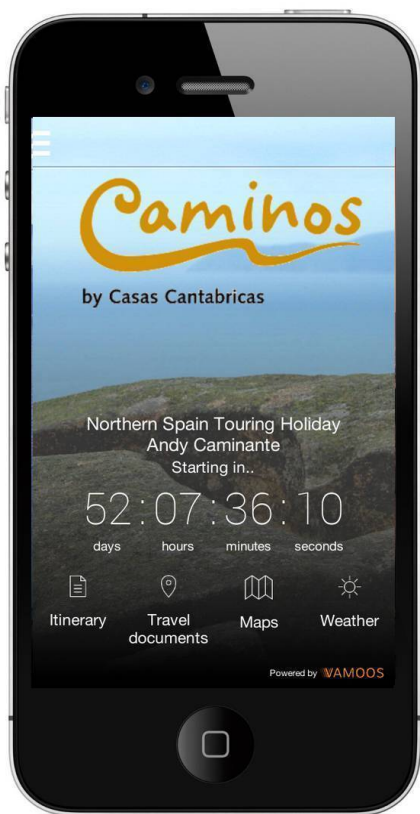 Caminos
by Casas Cantabricas
Northern Spain Touring Holiday
Andy Caminante
Starting in..
52:07:36:10
days hours minutes seconds
Itinerary Travel documents Maps Weather
Powered by VAMOOS